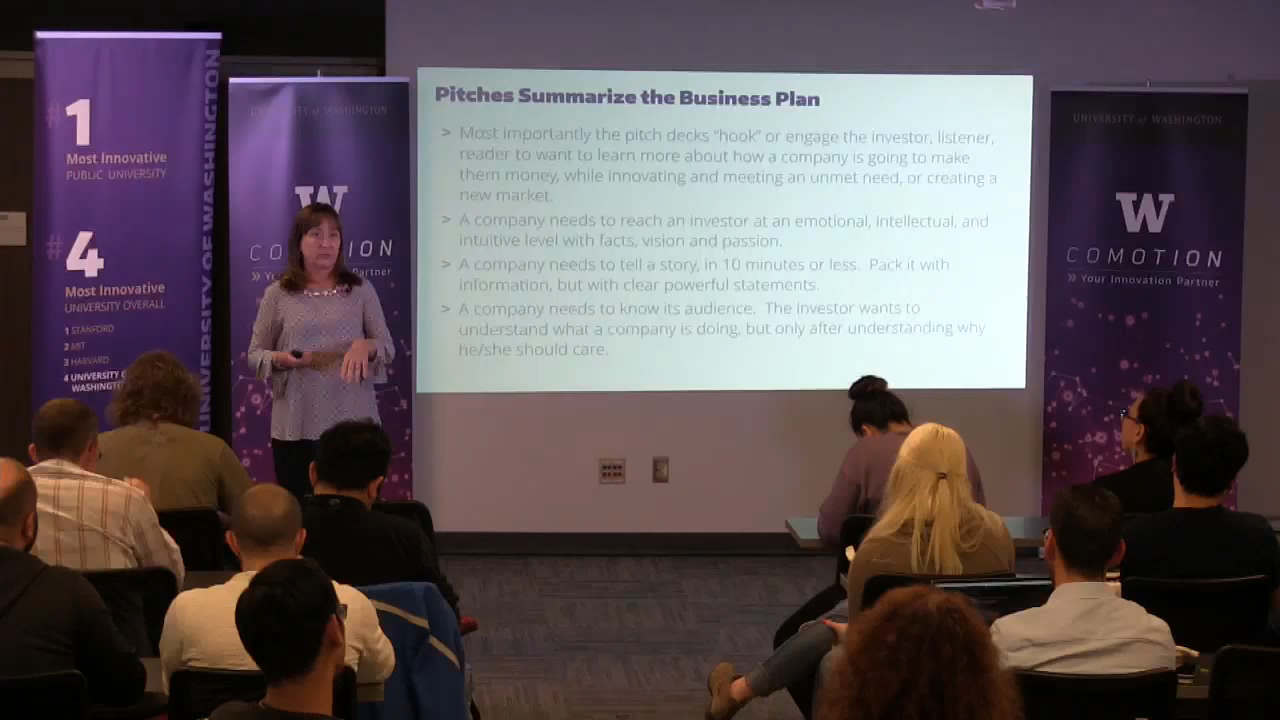 #1
Most Innovative
PUBLIC UNIVERSITY
#4
Most Innovative
UNIVERSITY OVERALL
1 STANFORD
2 MIT
3 HARVARD
4 UNIVERSITY
WASHINGTON
UNIVERSITY OF WASHINGTON
UNIVERSITY of WASHINGTON
W
CO
ION
» Yo
ion Partner
Pitches Summarize the Business Plan
> Most importantly the pitch decks “hook” or engage the investor, listener,
reader to want to learn more about how a company is going to make
them money, while innovating and meeting an unmet need, or creating a
new market.
> A company needs to reach an investor at an emotional, intellectual, and
intuitive level with facts, vision and passion.
> A company needs to tell a story, in 10 minutes or less. Pack it with
information, but with clear powerful statements.
> A company needs to know its audience. The investor wants to
understand what a company is doing, but only after understanding why
he/she should care.
UNIVERSITY of WASHINGTON
W
COMOTION
» Your Innovation Partner